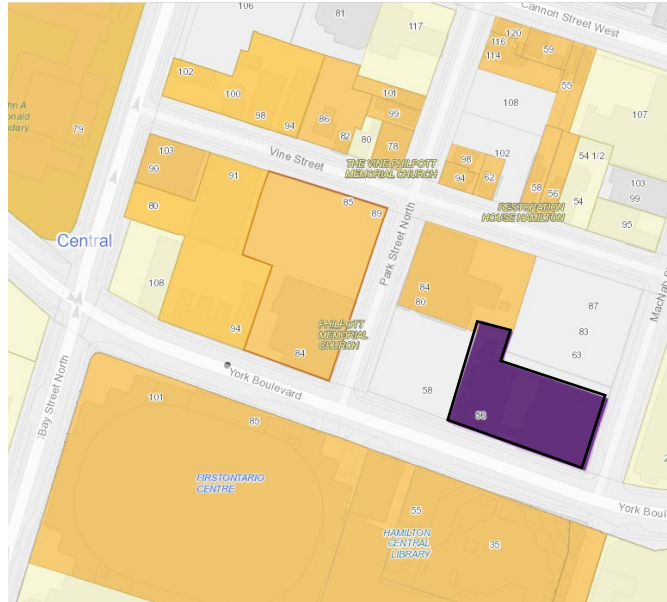 106
81
Cannon Street West
117
120
116
59
114
102
100
101
55
98
99
108
107
94
86
82
80
78
79
Vine Street
THE VINE PHILPOTT
MEMORIAL CHURCH
103
90
91
98
102
94
62
58
56
54 1/2
54
103
99
95
RESTORATION
HOUSE HAMILTON
80
85
89
Park Street North
Central
84
80
87
83
63
108
94
84
PHILPOTT
MEMORIAL
CHURCH
58
56
York Boulevard
Bay Street North
101
85
FIRSTONTARIO
CENTRE
55
35
HAMILTON
CENTRAL
LIBRARY